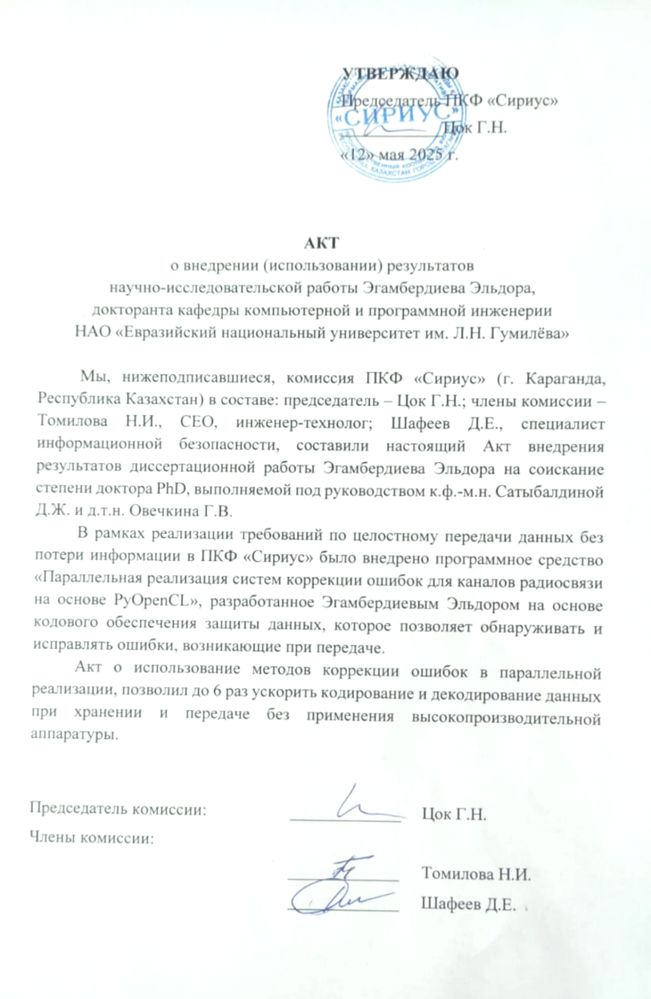 УТВЕРЖДАЮ
Председатель ПКФ «Сириус»
«СИРИУС»
Цок Г.Н.
«12» мая 2025 г.
РЕСПУБЛИКА КАЗАХСТАН ГОРОД
АКТ
о внедрении (использовании) результатов
научно-исследовательской работы Эгамбердиева Эльдора,
докторанта кафедры компьютерной и программной инженерии
НАО «Евразийский национальный университет им. Л.Н. Гумилёва»
Мы, нижеподписавшиеся, комиссия ПКФ «Сириус» (г. Караганда,
Республика Казахстан) в составе: председатель – Цок Г.Н.; члены комиссии –
Томилова Н.И., СЕО, инженер-технолог; Шафеев Д.Е., специалист
информационной безопасности, составили настоящий Акт внедрения
результатов диссертационной работы Эгамбердиева Эльдора на соискание
степени доктора PhD, выполняемой под руководством к.ф.-м.н. Сатыбалдиной
Д.Ж. и д.т.н. Овечкина Г.В.
В рамках реализации требований по целостному передачи данных без
потери информации в ПКФ «Сириус» было внедрено программное средство
«Параллельная реализация систем коррекции ошибок для каналов радиосвязи
на основе PyOpenCL», разработанное Эгамбердиевым Эльдором на основе
кодового обеспечения защиты данных, которое позволяет обнаруживать и
исправлять ошибки, возникающие при передаче.
Акт о использование методов коррекции ошибок в параллельной
реализации, позволил до 6 раз ускорить кодирование и декодирование данных
при хранении и передаче без применения высокопроизводительной
аппаратуры.
Председатель комиссии: Цок Г.Н.
Члены комиссии:
Томилова Н.И.
Шафеев Д.Е.